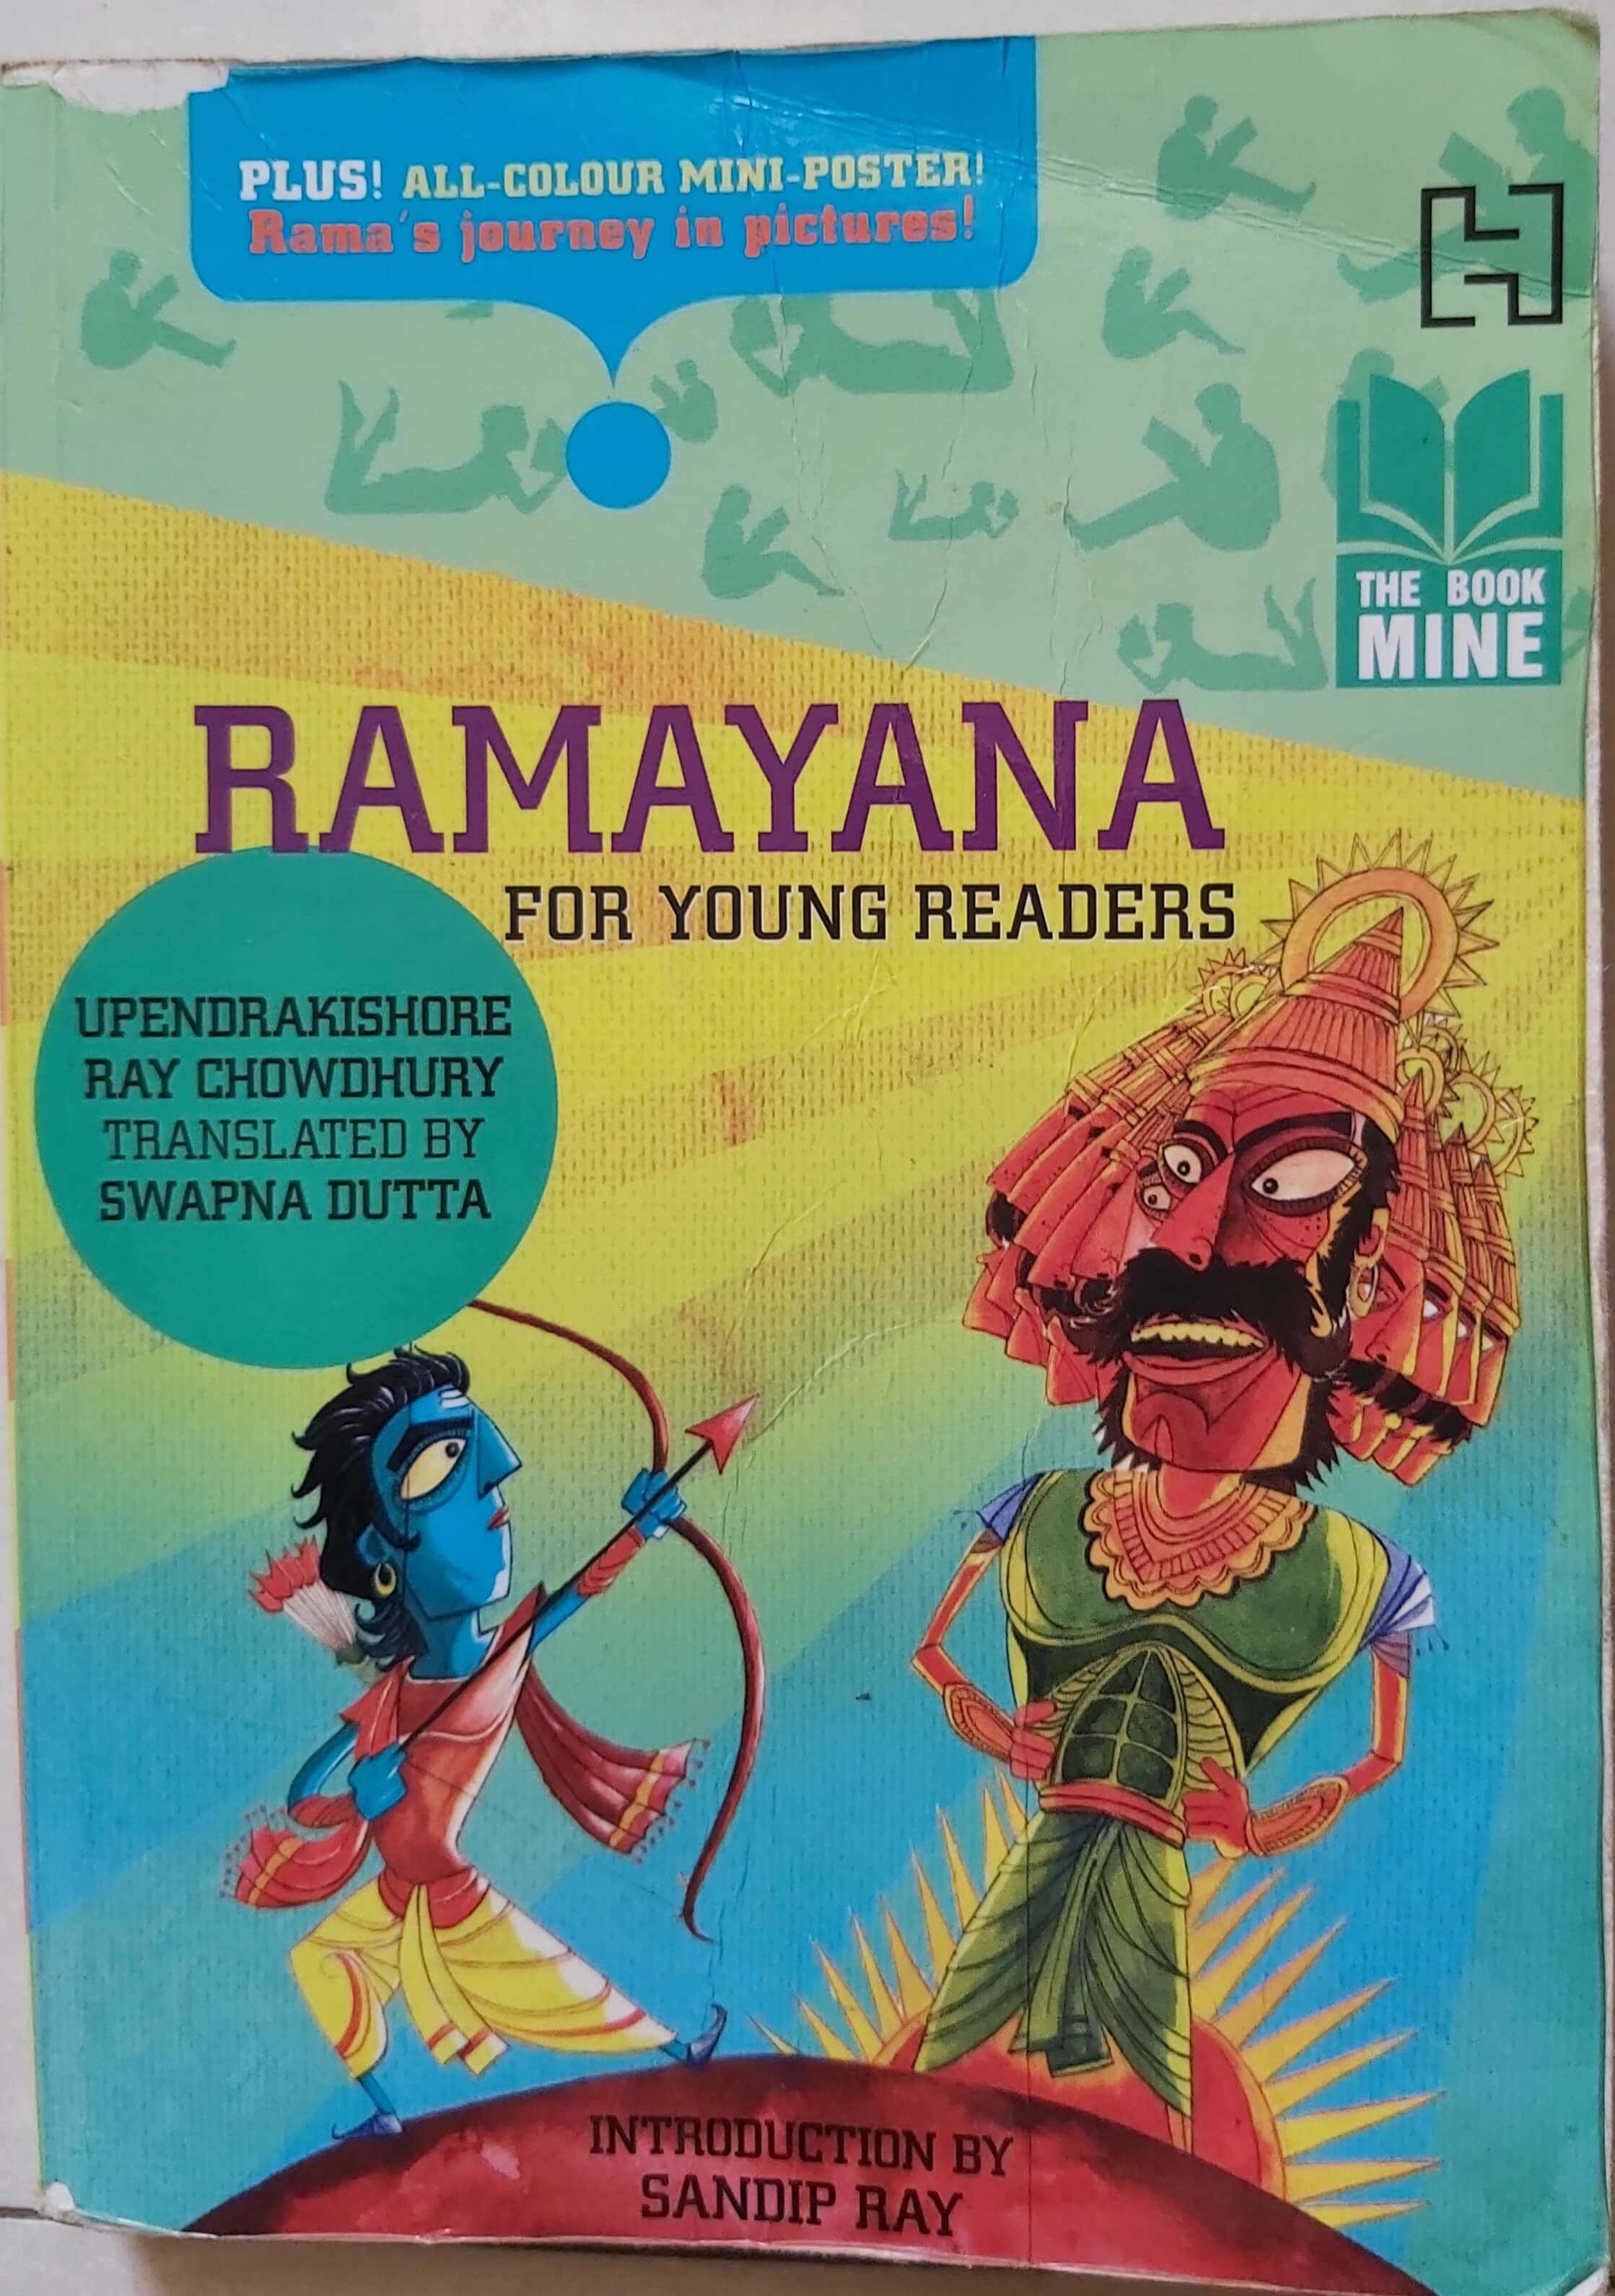 PLUS! ALL-COLOUR MINI-POSTER!
Rama's journey in pictures!
THE BOOK
MINE
RAMAYANA
FOR YOUNG READERS
UPENDRAKISHORE
RAY CHOWDHURY
TRANSLATED BY
SWAPNA DUTTA
INTRODUCTION BY
SANDIP RAY